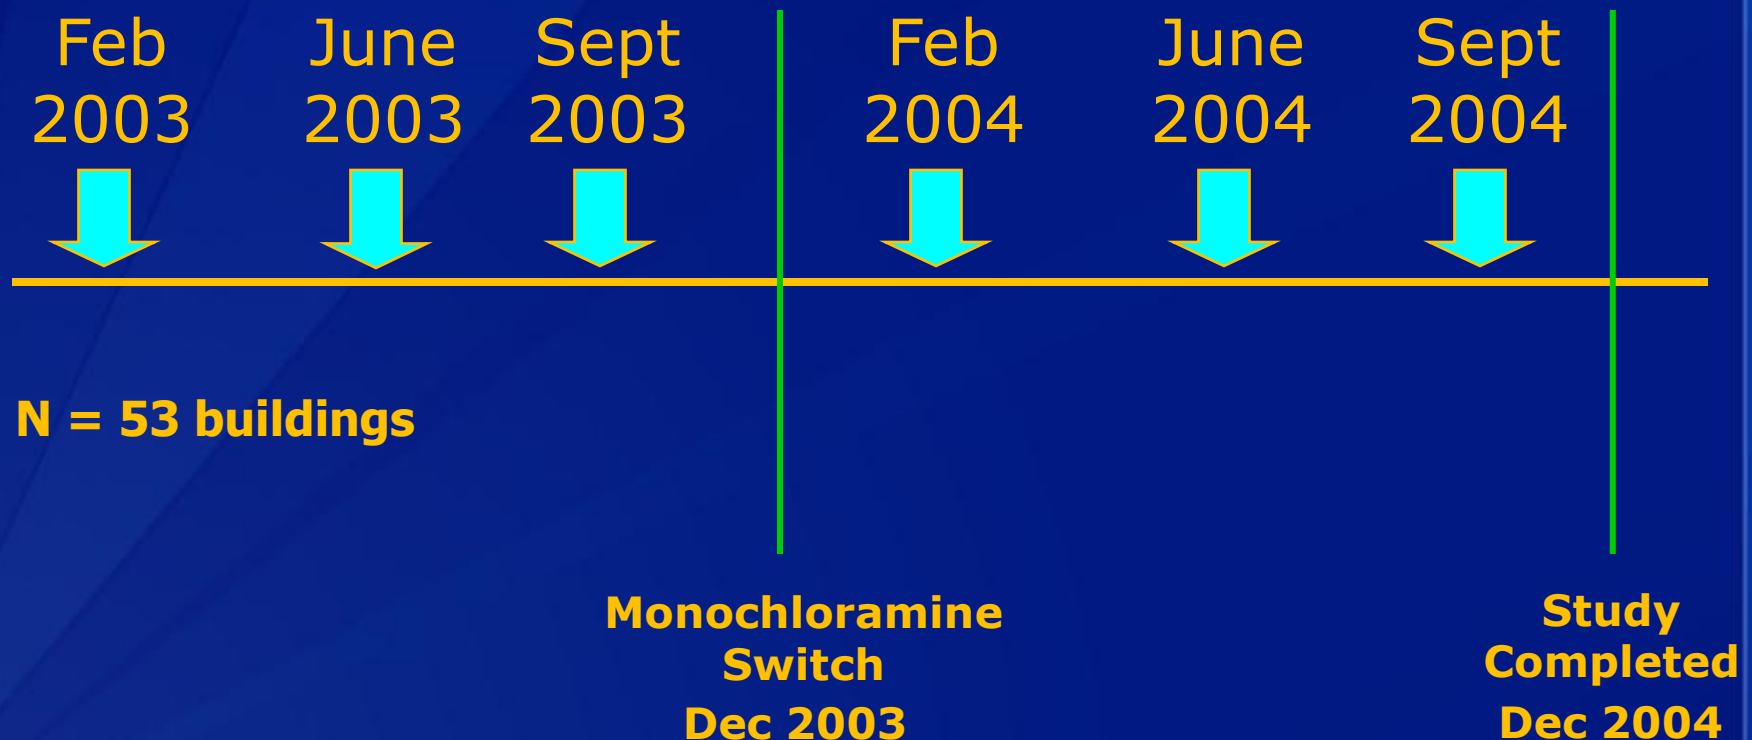 Feb
2003
June
2003
Sept
2003
Feb
2004
June
2004
Sept
2004
N = 53 buildings
Monochloramine
Switch
Dec 2003
Study
Completed
Dec 2004